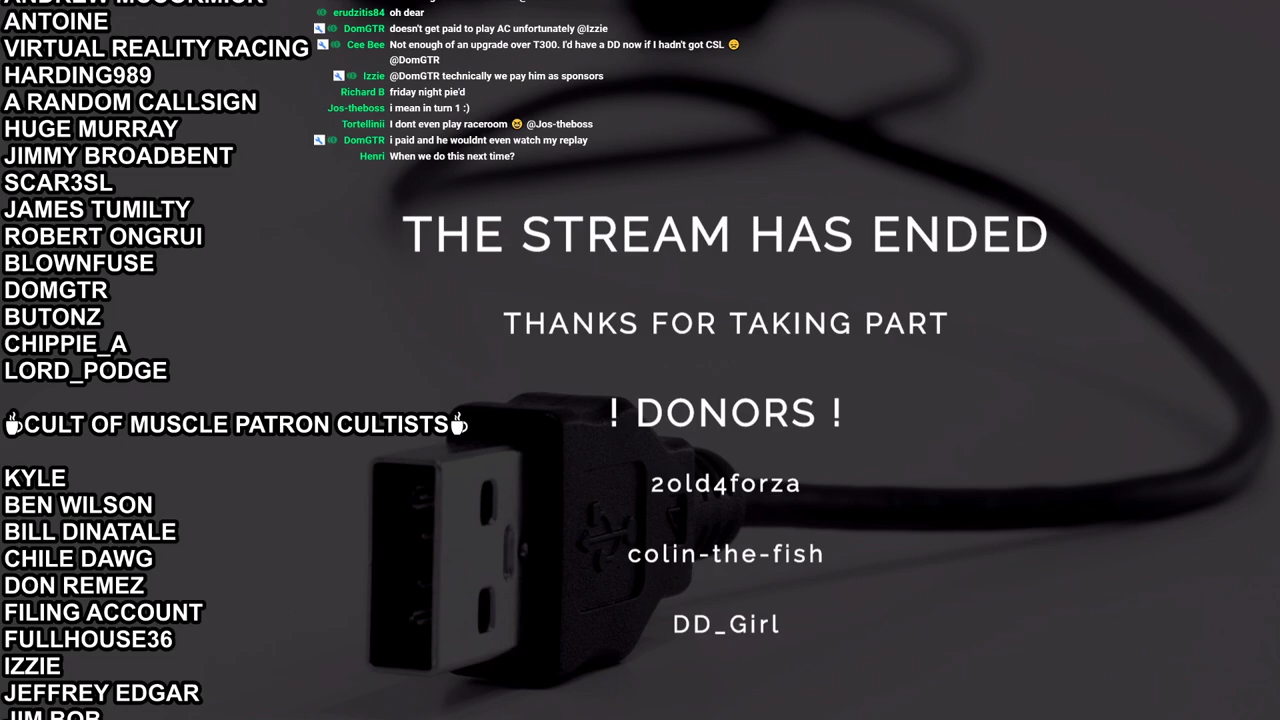 ANDREW MCCORMICK
ANTOINE
VIRTUAL REALITY RACING
HARDING989
A RANDOM CALLSIGN
HUGE MURRAY
JIMMY BROADBENT
SCAR3SL
JAMES TUMILTY
ROBERT ONGRUI
BLOWNFUSE
DOMGTR
BUTONZ
CHIPPIE_A
LORD_PODGE
☕CULT OF MUSCLE PATRON CULTISTS☕
KYLE
BEN WILSON
BILL DINATALE
CHILE DAWG
DON REMEZ
FILING ACCOUNT
FULLHOUSE36
IZZIE
JEFFREY EDGAR
JIM BOB
erudzitis84 oh dear
DomGTR doesn't get paid to play AC unfortunately @Izzie
Cee Bee Not enough of an upgrade over T300. I'd have a DD now if I hadn't got CSL 😑
@DomGTR
Izzie @DomGTR technically we pay him as sponsors
Richard B friday night pie'd
Jos-theboss i mean in turn 1 :)
Tortellinii I dont even play raceroom 😆 @Jos-theboss
DomGTR i paid and he wouldnt even watch my replay
Henri When we do this next time?
THE STREAM HAS ENDED
THANKS FOR TAKING PART
! DONORS !
2old4forza
colin-the-fish
DD_Girl